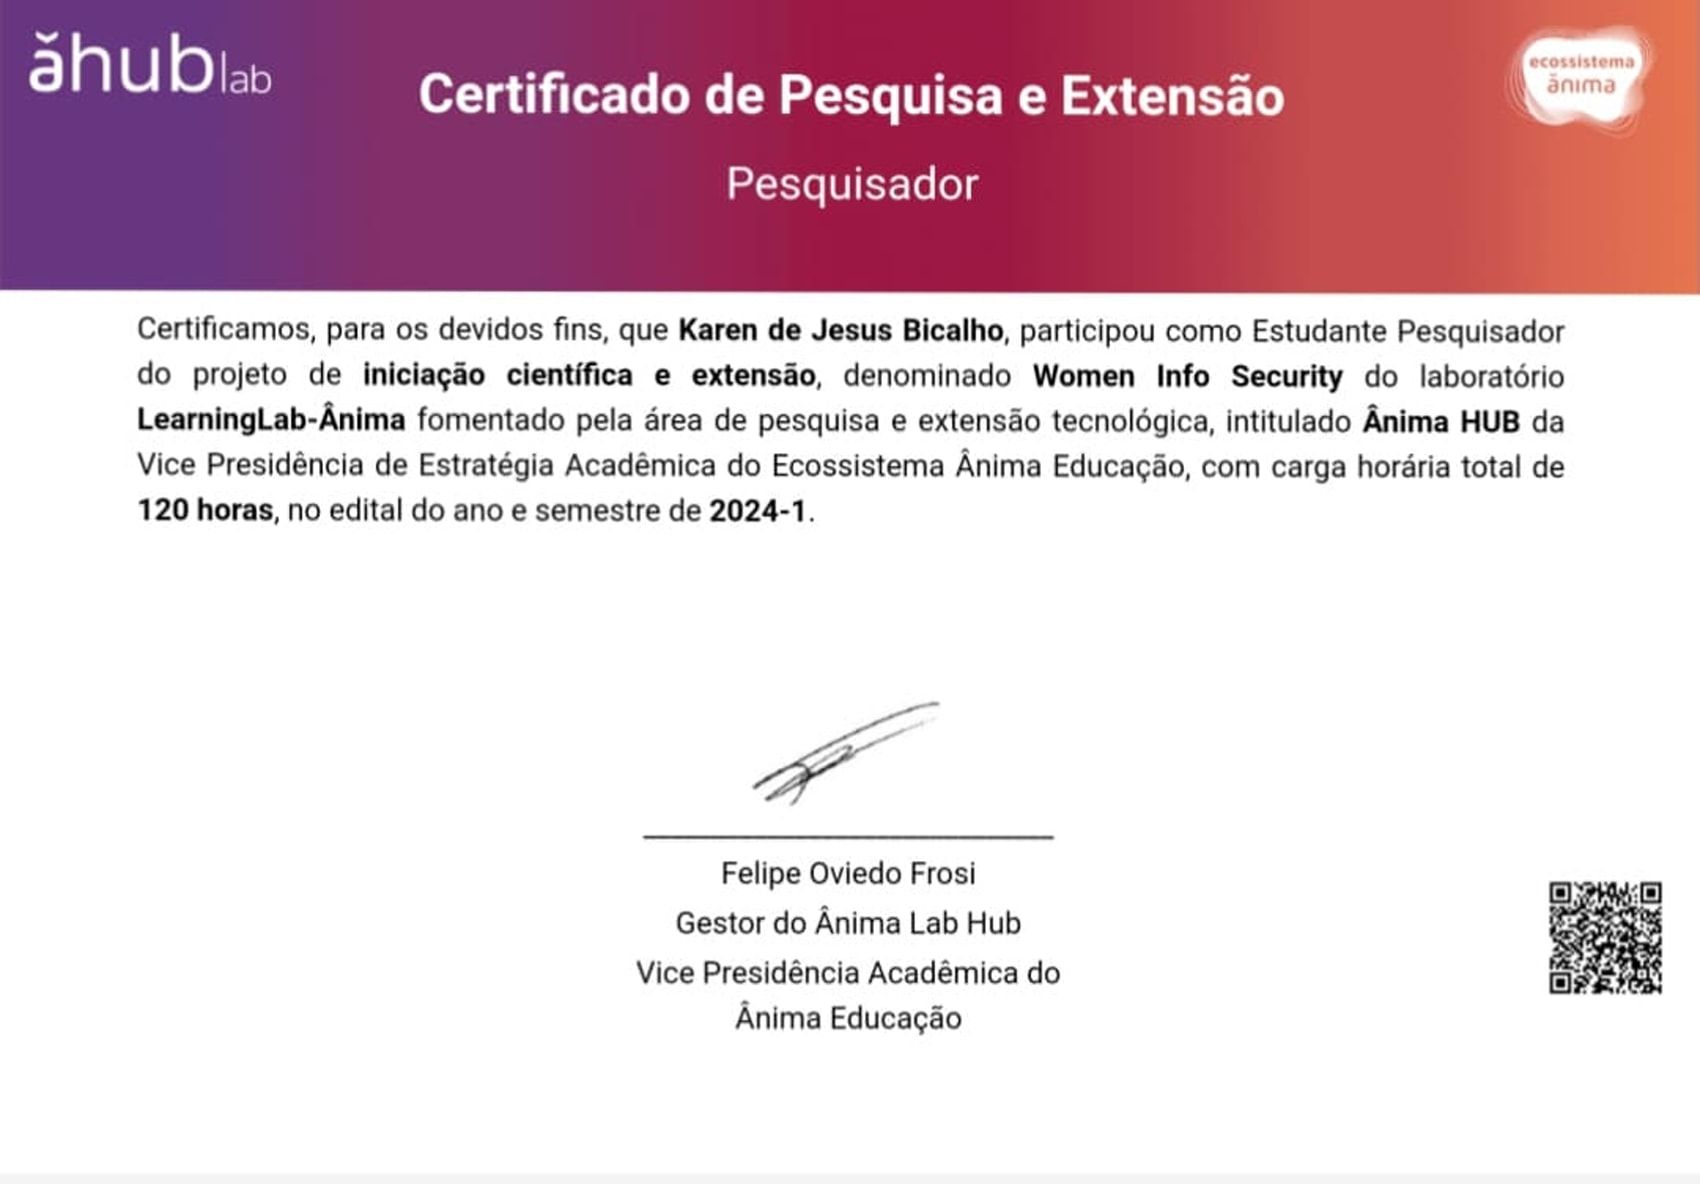 ăhublab
ecossistema
ânima
Certificado de Pesquisa e Extensão
Pesquisador
Certificamos, para os devidos fins, que Karen de Jesus Bicalho, participou como Estudante Pesquisador
do projeto de iniciação científica e extensão, denominado Women Info Security do laboratório
LearningLab-Ânima fomentado pela área de pesquisa e extensão tecnológica, intitulado Ânima HUB da
Vice Presidência de Estratégia Acadêmica do Ecossistema Ânima Educação, com carga horária total de
120 horas, no edital do ano e semestre de 2024-1.
Felipe Oviedo Frosi
Gestor do Ânima Lab Hub
Vice Presidência Acadêmica do
Ânima Educação